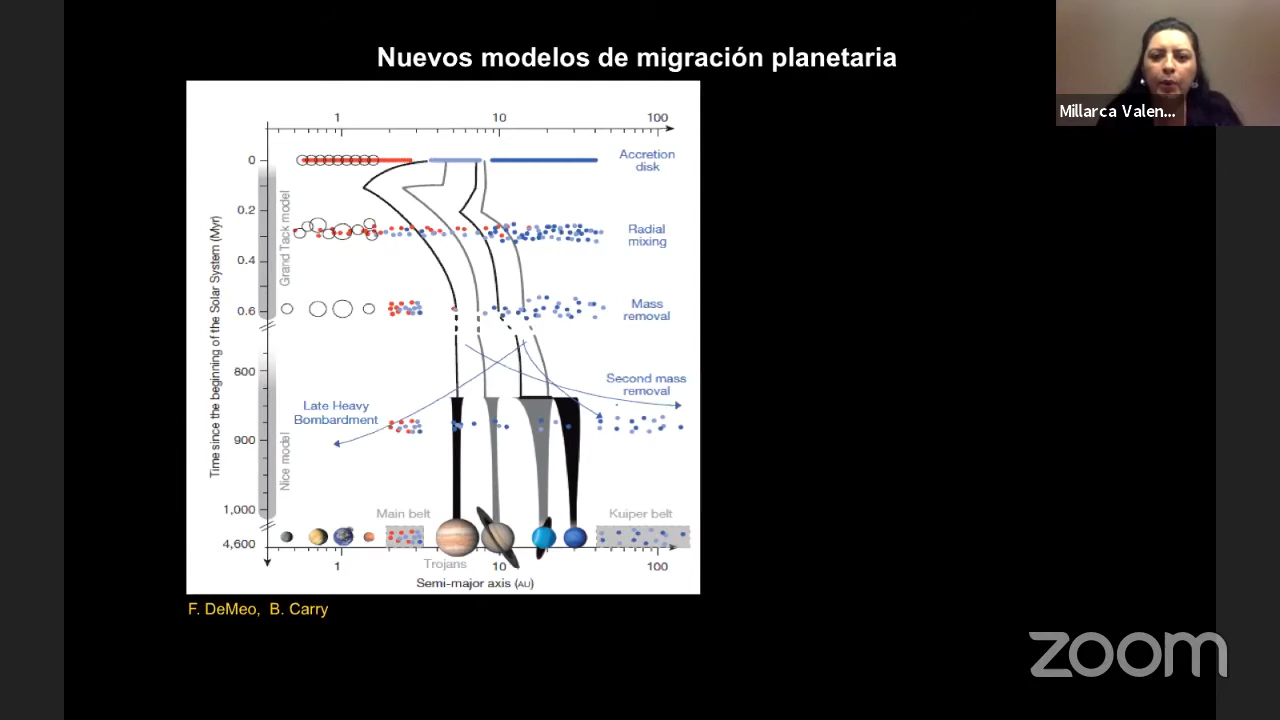 Nuevos modelos de migración planetaria
Millarca Valen...
1 10 100
0
0.2
0.4
0.6
800
900
1,000
4,600
Time since the beginning of the Solar System (Myr)
Grand Tack model
Nice model
Accretion
disk
Radial
mixing
Mass
removal
Second mass
removal
Late Heavy
Bombardment
Main belt
Kuiper belt
Trojans
1 10 100
Semi-major axis (AU)
F. DeMeo, B. Carry
zoom